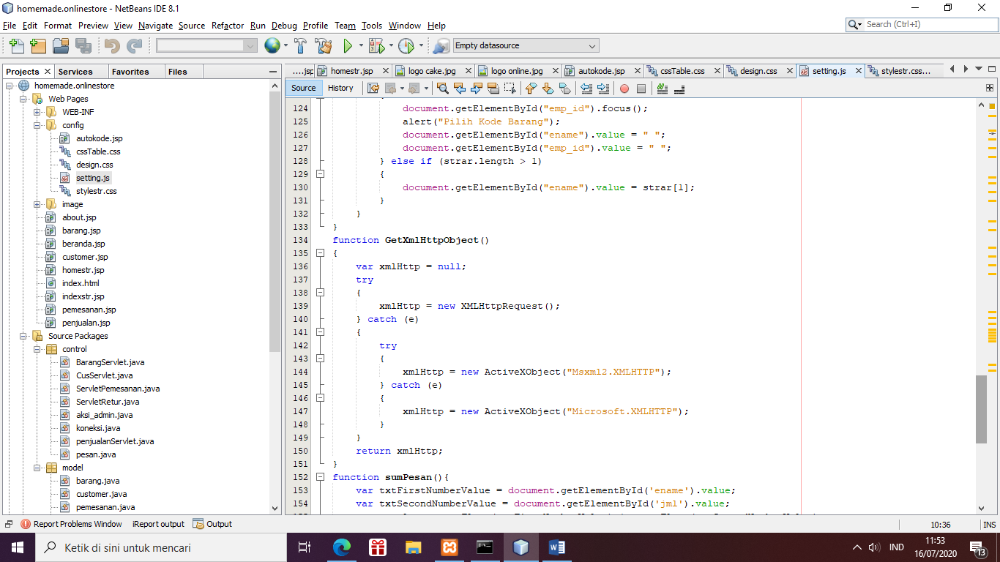 homemade.onlinestore - NetBeans IDE 8.1
File Edit Format Preview View Navigate Source Refactor Run Debug Profile Team Tools Window Help
Search (Ctrl+I)
Empty datasource
Projects Services Favorites Files
....jsp homestr.jsp logo cake.jpg logo online.jpg autokode.jsp cssTable.css design.css setting.js stylestr.css...
Source History
homemade.onlinestore
Web Pages
WEB-INF
config
autokode.jsp
cssTable.css
design.css
setting.js
stylestr.css
image
about.jsp
barang.jsp
beranda.jsp
customer.jsp
homestr.jsp
index.html
indexstr.jsp
pemesanan.jsp
penjualan.jsp
Source Packages
control
BarangServlet.java
CusServlet.java
ServletPemesanan.java
ServletRetur.java
aksi_admin.java
koneksi.java
penjualanServlet.java
pesan.java
model
barang.java
customer.java
pemesanan.java
124 document.getElementById("emp_id").focus();
125 alert("Pilih Kode Barang");
126 document.getElementById("ename").value = " ";
127 document.getElementById("emp_id").value = " ";
128 } else if (strar.length > 1)
129 {
130 document.getElementById("ename").value = strar[1];
131 }
132 }
133 }
134 function GetXmlHttpObject()
135 {
136 var xmlHttp = null;
137 try
138 {
139 xmlHttp = new XMLHttpRequest();
140 } catch (e)
141 {
142 try
143 {
144 xmlHttp = new ActiveXObject("Msxml2.XMLHTTP");
145 } catch (e)
146 {
147 xmlHttp = new ActiveXObject("Microsoft.XMLHTTP");
148 }
149 }
150 return xmlHttp;
151 }
152 function sumPesan(){
153 var txtFirstNumberValue = document.getElementById('ename').value;
154 var txtSecondNumberValue = document.getElementById('jml').value;
Report Problems Window iReport output Output
10:36 INS
Ketik di sini untuk mencari
IND
11:53
16/07/2020
13